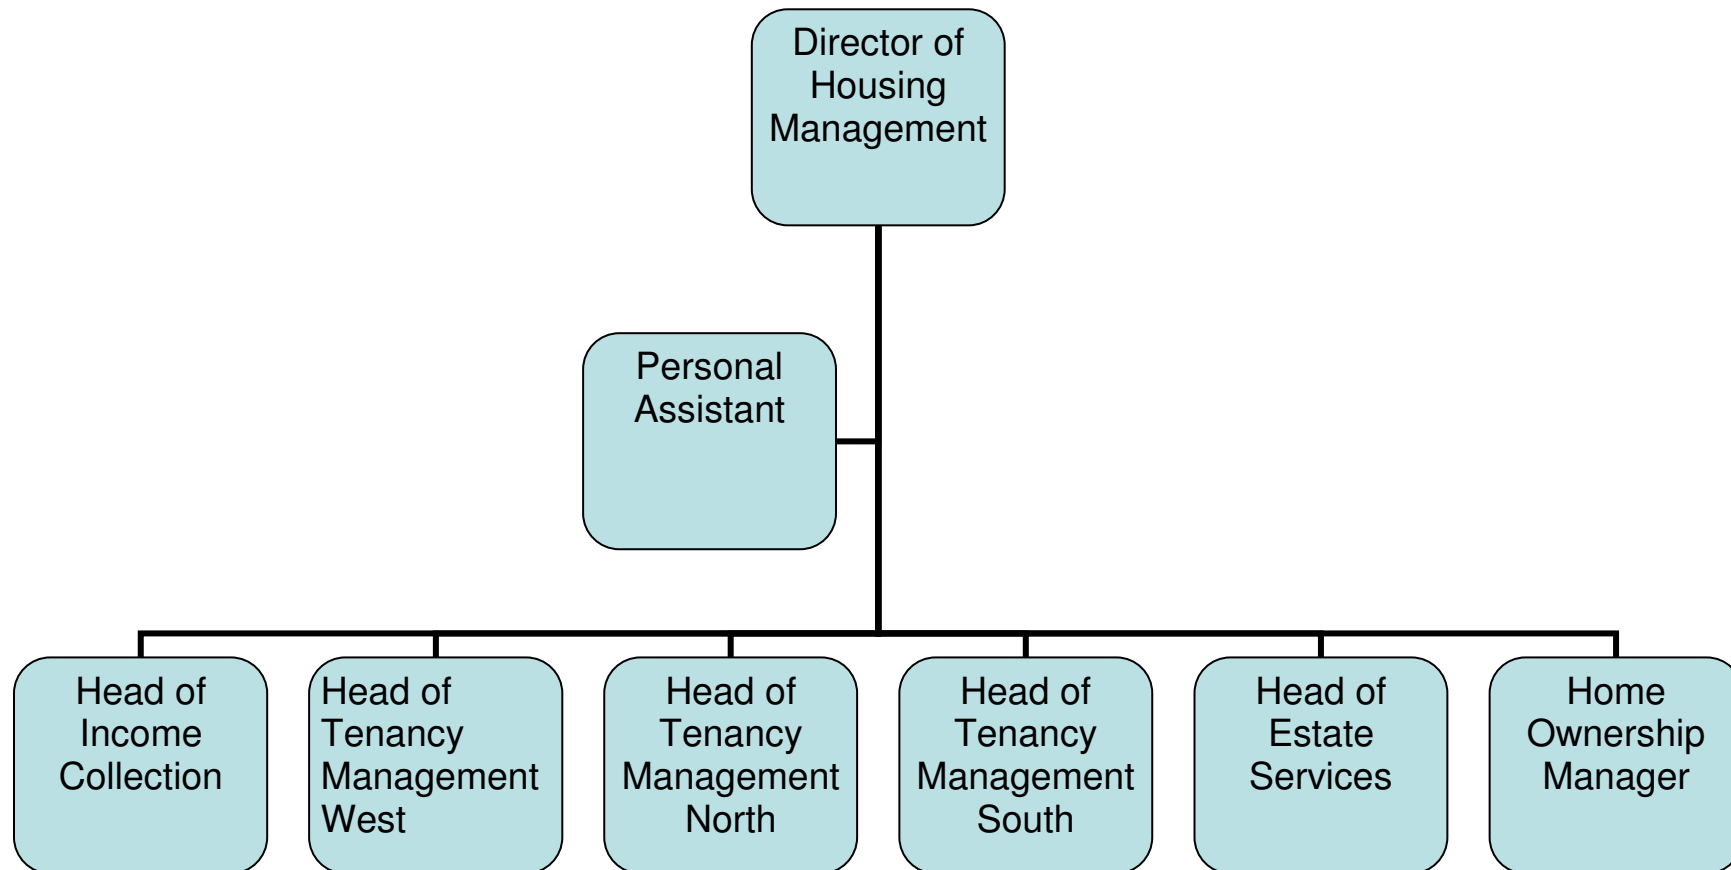 Director of
Housing
Management
Personal
Assistant
Head of
Income
Collection
Head of
Tenancy
Management
West
Head of
Tenancy
Management
North
Head of
Tenancy
Management
South
Head of
Estate
Services
Home
Ownership
Manager